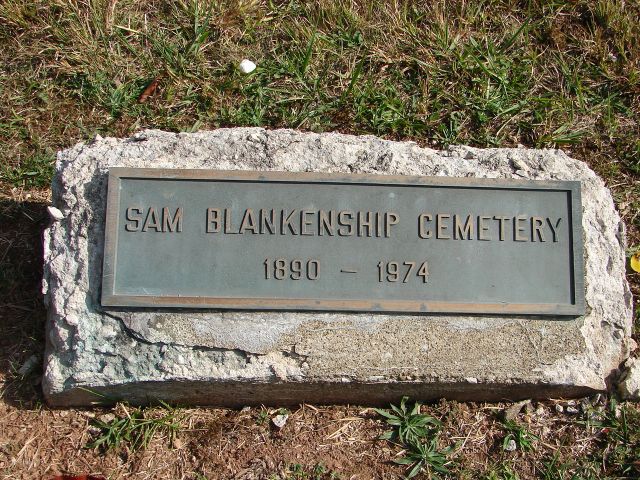 SAM BLANKENSHIP CEMETERY
1890 – 1974